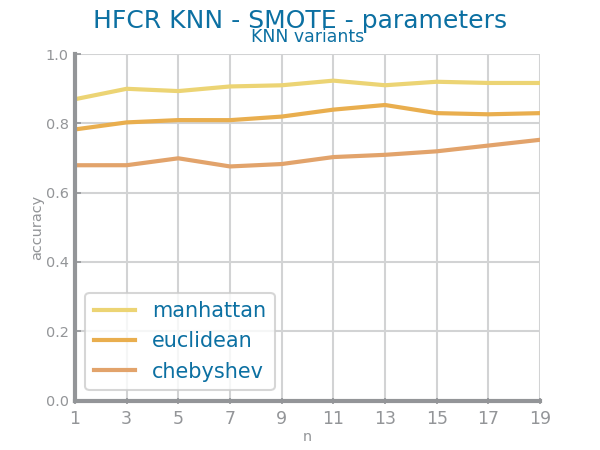 HFCR KNN - SMOTE - parameters
KNN variants
1.0
0.8
0.6
0.4
0.2
0.0
accuracy
manhattan
euclidean
chebyshev
1 3 5 7 9 11 13 15 17 19
n